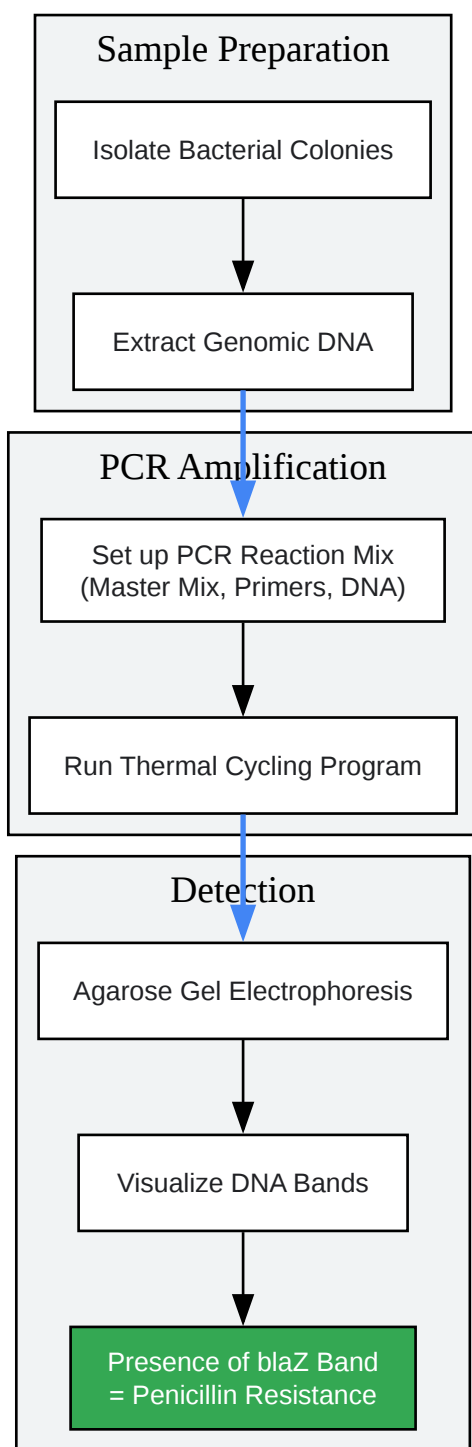 Sample Preparation
Isolate Bacterial Colonies
Extract Genomic DNA
PCR Amplification
Set up PCR Reaction Mix
(Master Mix, Primers, DNA)
Run Thermal Cycling Program
Detection
Agarose Gel Electrophoresis
Visualize DNA Bands
Presence of blaZ Band
= Penicillin Resistance